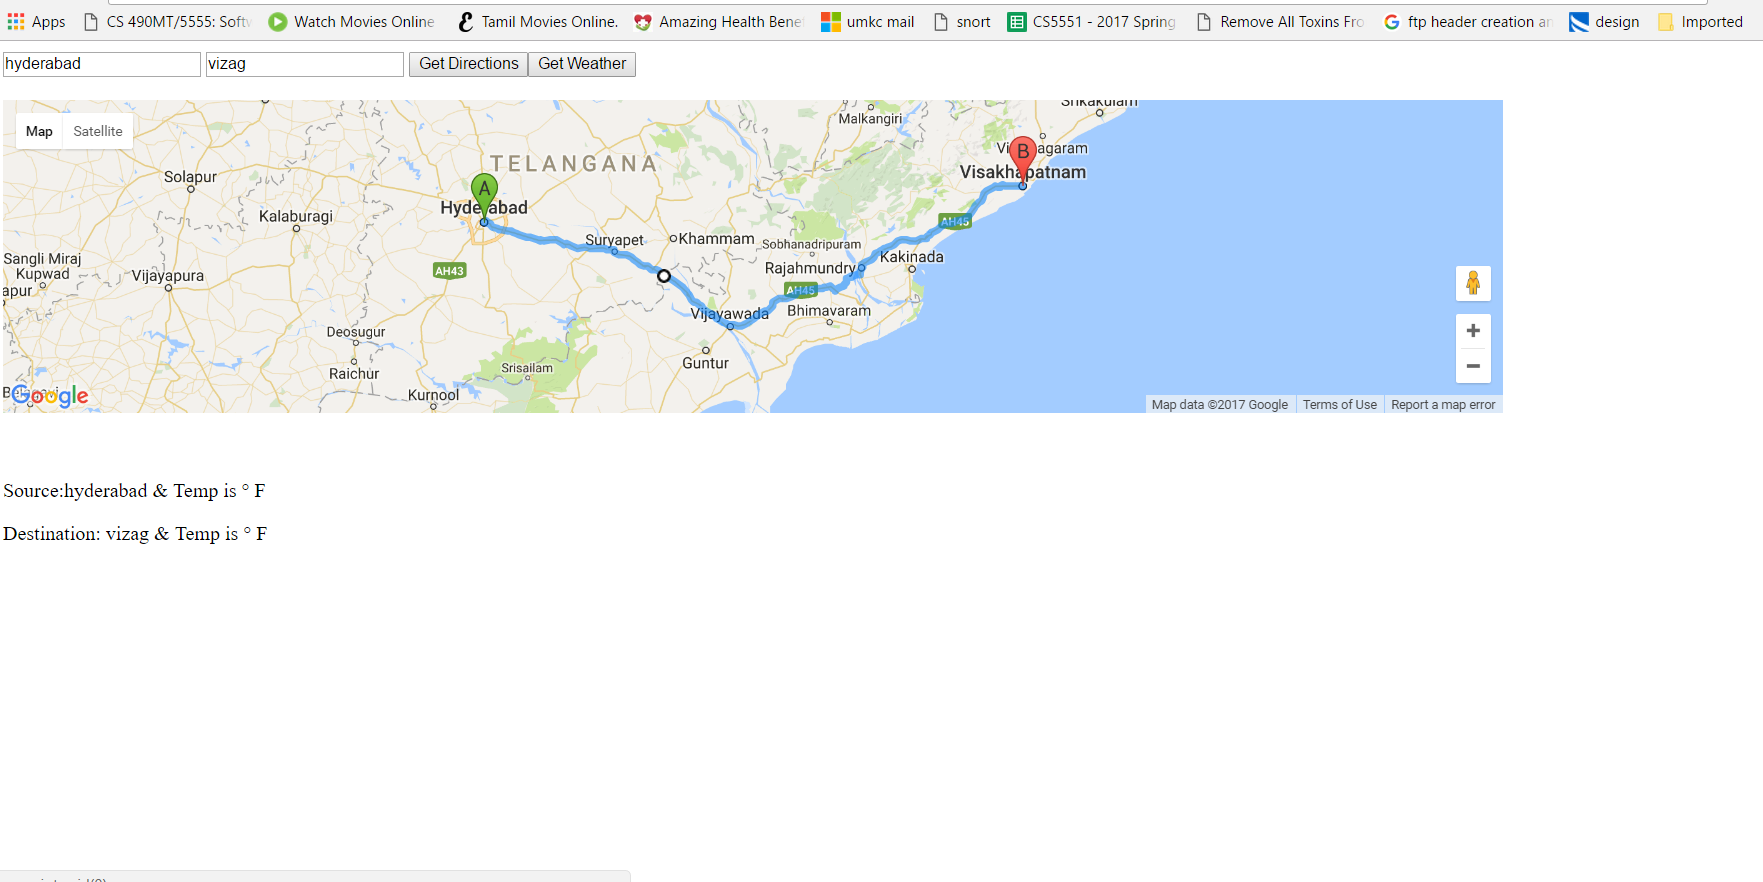 Apps CS 490MT/5555: Softw Watch Movies Online Tamil Movies Online. Amazing Health Bene umkc mail snort CS5551 - 2017 Spring Remove All Toxins Fro ftp header creation an design Imported
hyderabad vizag Get Directions Get Weather
Map Satellite
Srikakulam
Malkangiri
TELANGANA
Visakhapatnam
B
Solapur
A
Hyderabad
Kalaburagi
AH45
Suryapet Khammam Sobhanadripuram
Kakinada
Sangli Miraj
Kupwad
Vijayapura
AH43
Rajahmundry
apur
AH45
Vijayawada Bhimavaram
Deosugur
Guntur
Raichur
Srisailam
Kurnool
Google
Map data ©2017 Google Terms of Use Report a map error
Source:hyderabad & Temp is ° F
Destination: vizag & Temp is ° F